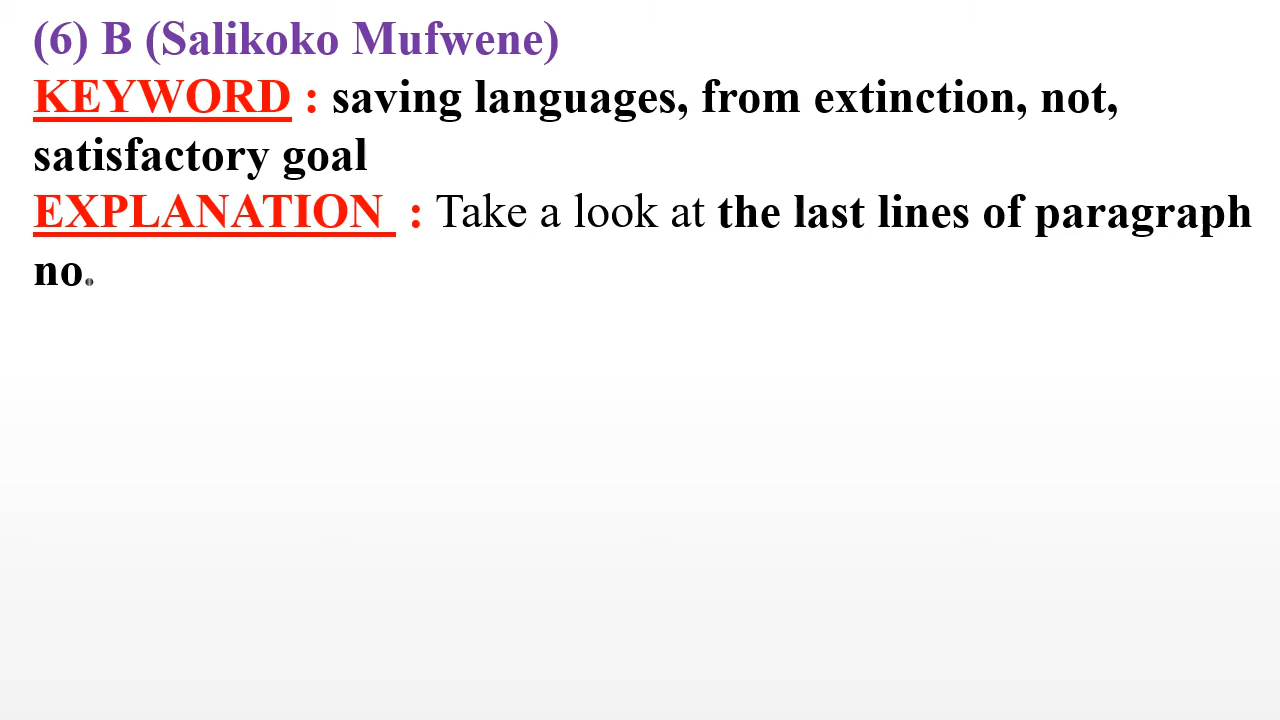 (6) B (Salikoko Mufwene)
KEYWORD : saving languages, from extinction, not,
satisfactory goal
EXPLANATION : Take a look at the last lines of paragraph
no.